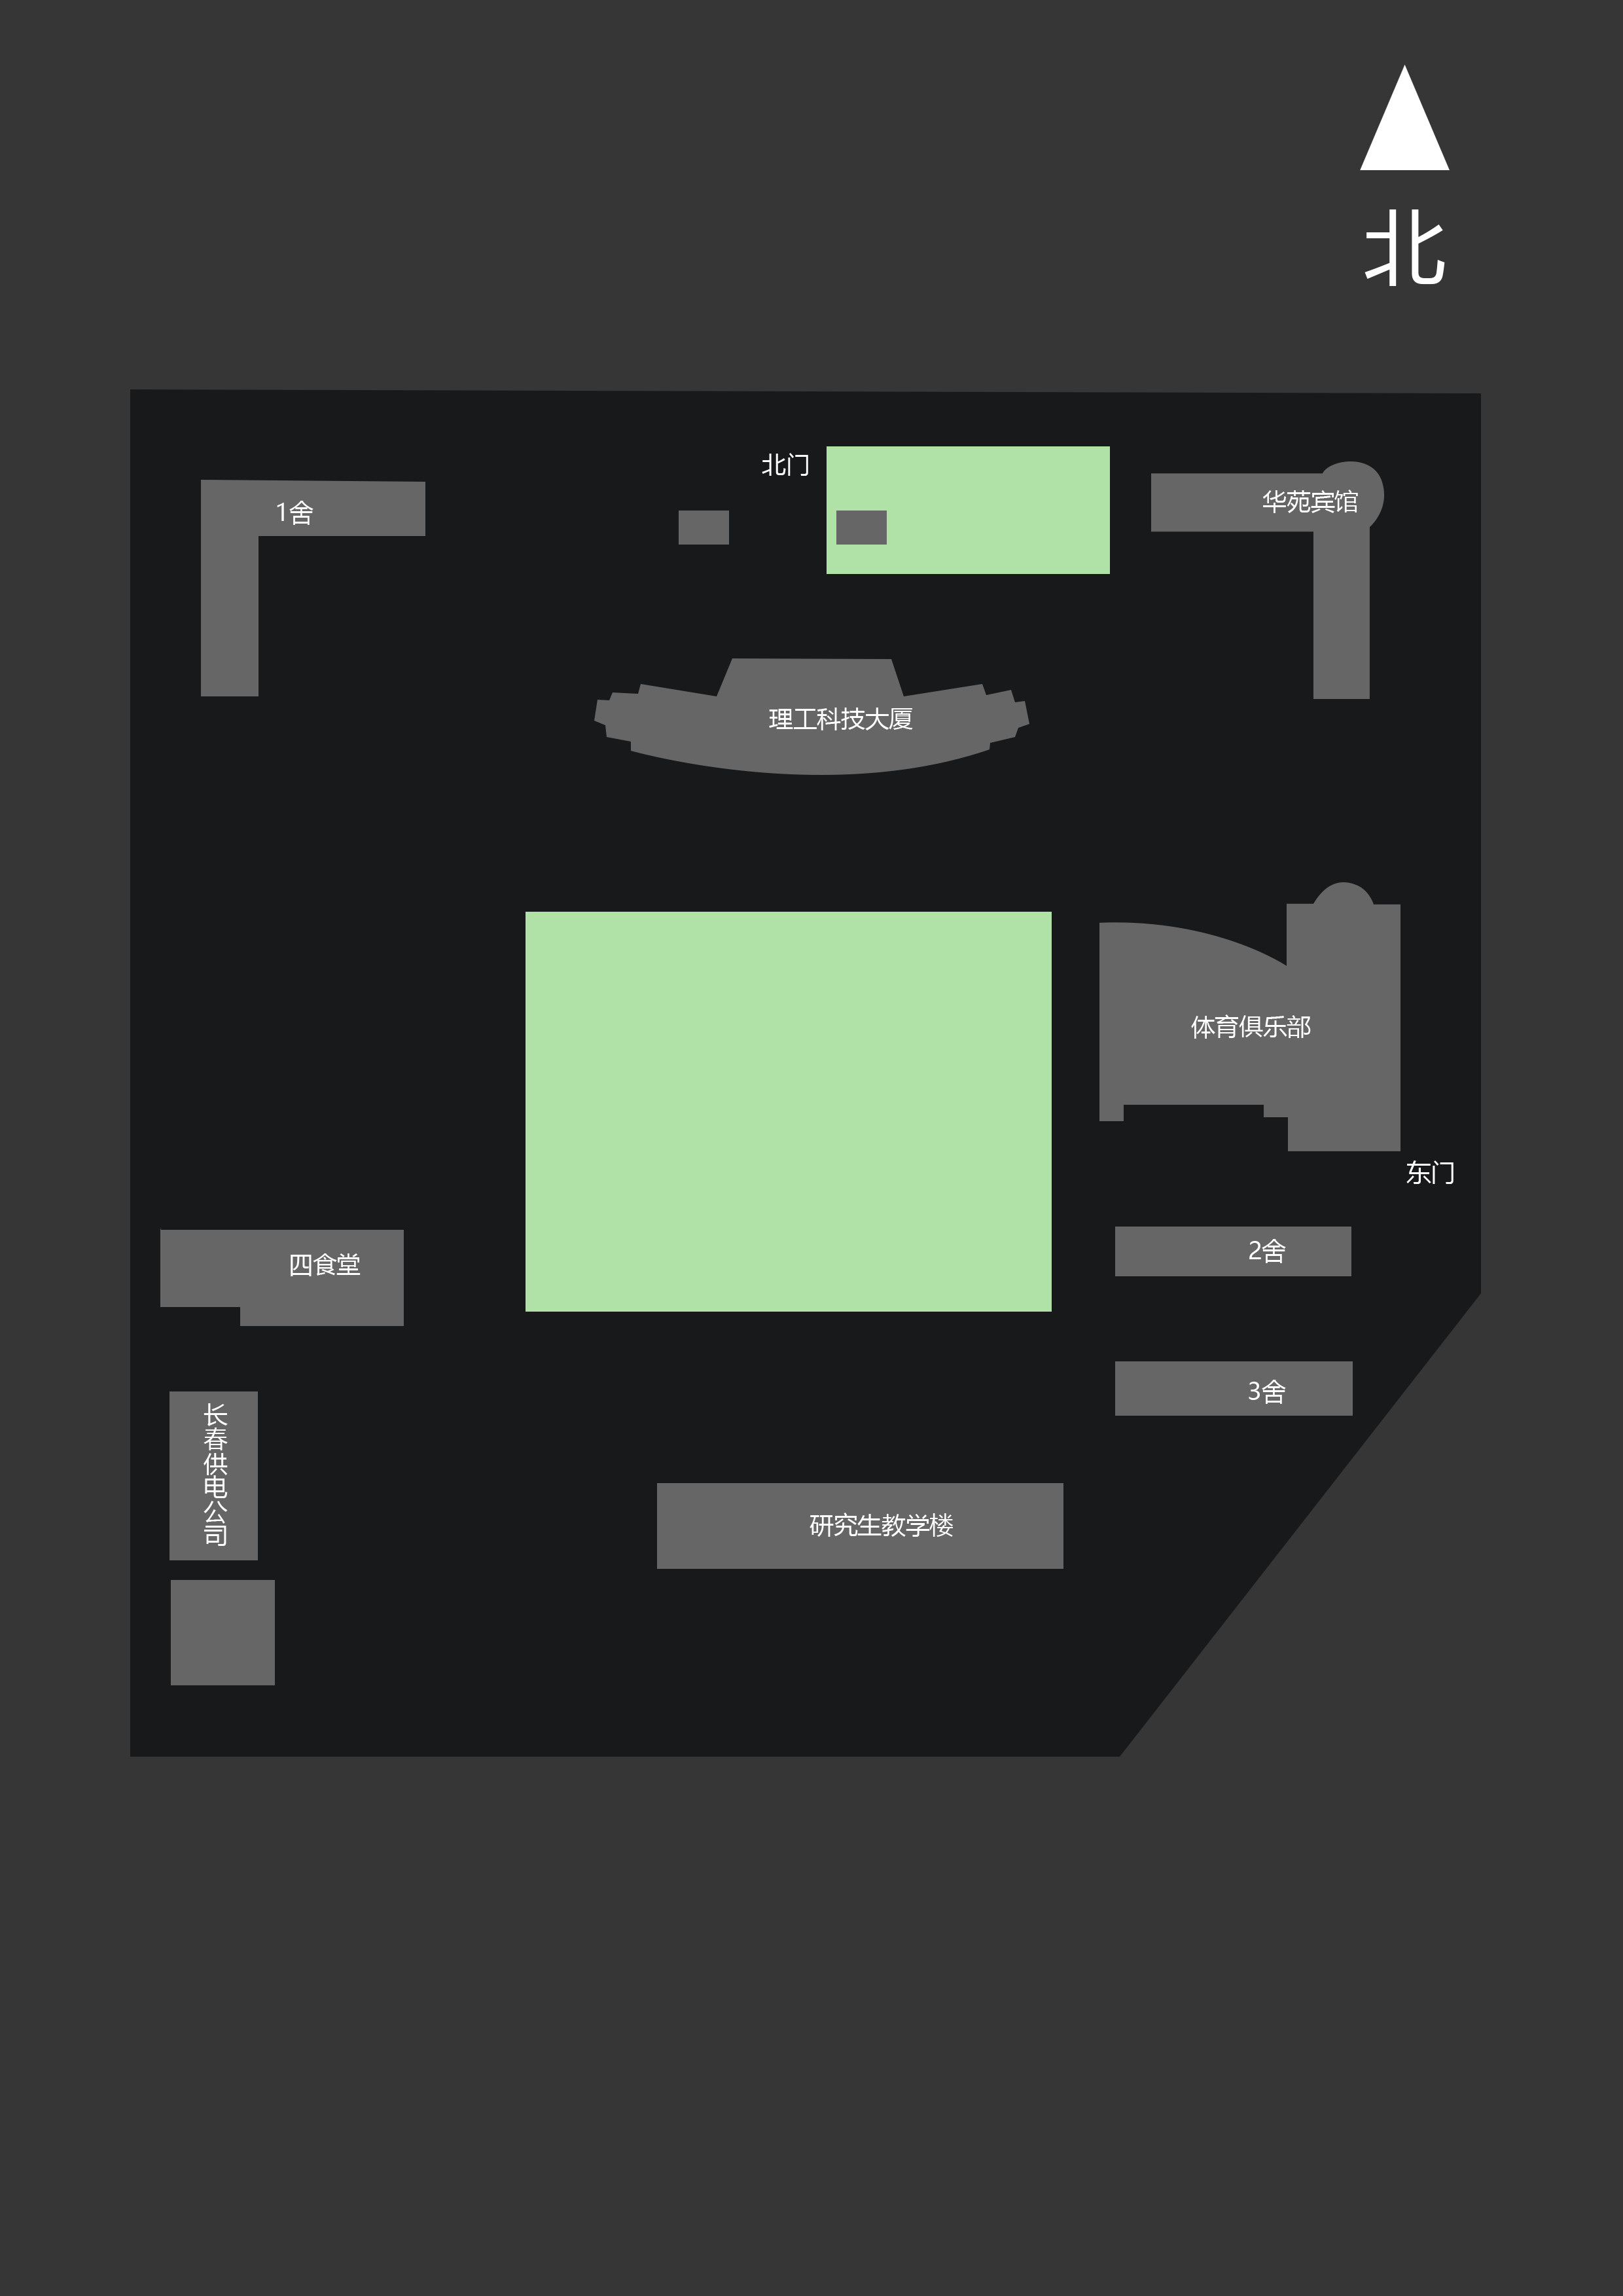 北
北门
华苑宾馆
1舍
理工科技大厦
体育俱乐部
东门
2舍
四食堂
3舍
长春供电公司
研究生教学楼